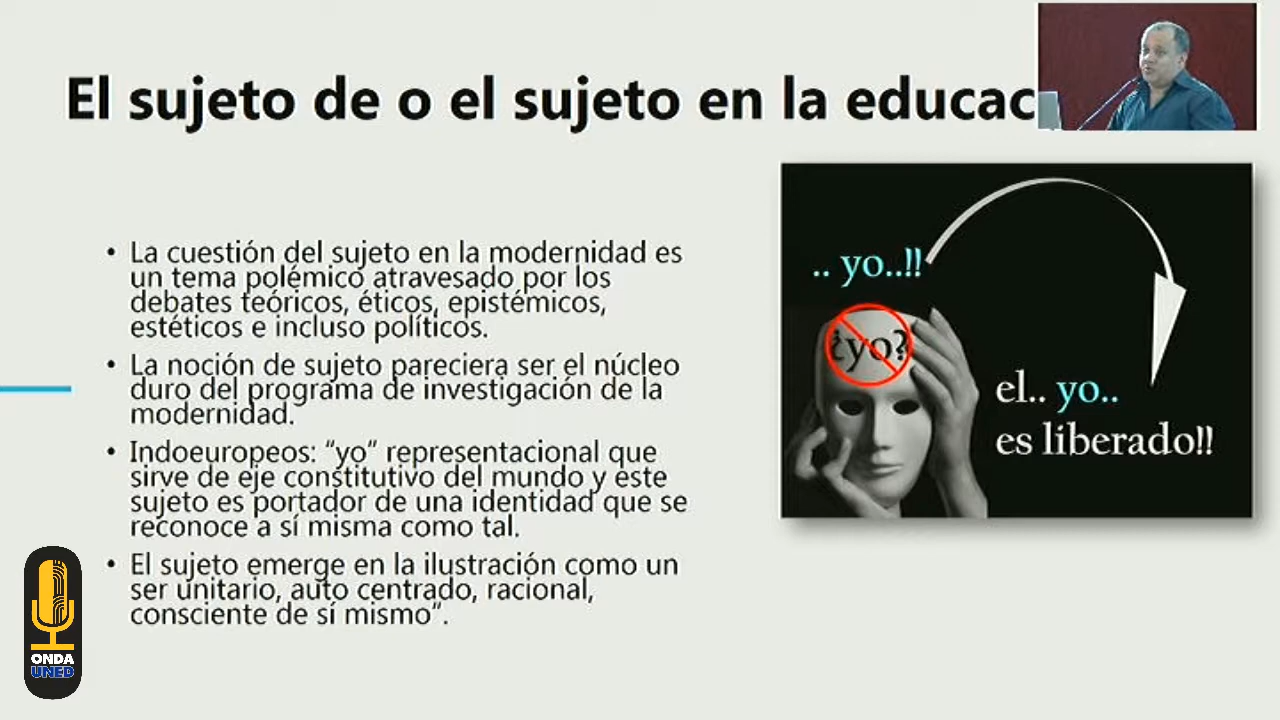 El sujeto de o el sujeto en la educac
• La cuestión del sujeto en la modernidad es
un tema polémico atravesado por los
debates teóricos, éticos, epistémicos,
estéticos e incluso políticos.
• La noción de sujeto pareciera ser el núcleo
duro del programa de investigación de la
modernidad.
• Indoeuropeos: “yo” representacional que
sirve de eje constitutivo del mundo y este
sujeto es portador de una identidad que se
reconoce a sí misma como tal.
• El sujeto emerge en la ilustración como un
ser unitario, auto centrado, racional,
consciente de sí mismo”.
.. yo..!!
¿yo?
el.. yo..
es liberado!!
ONDA
UNED